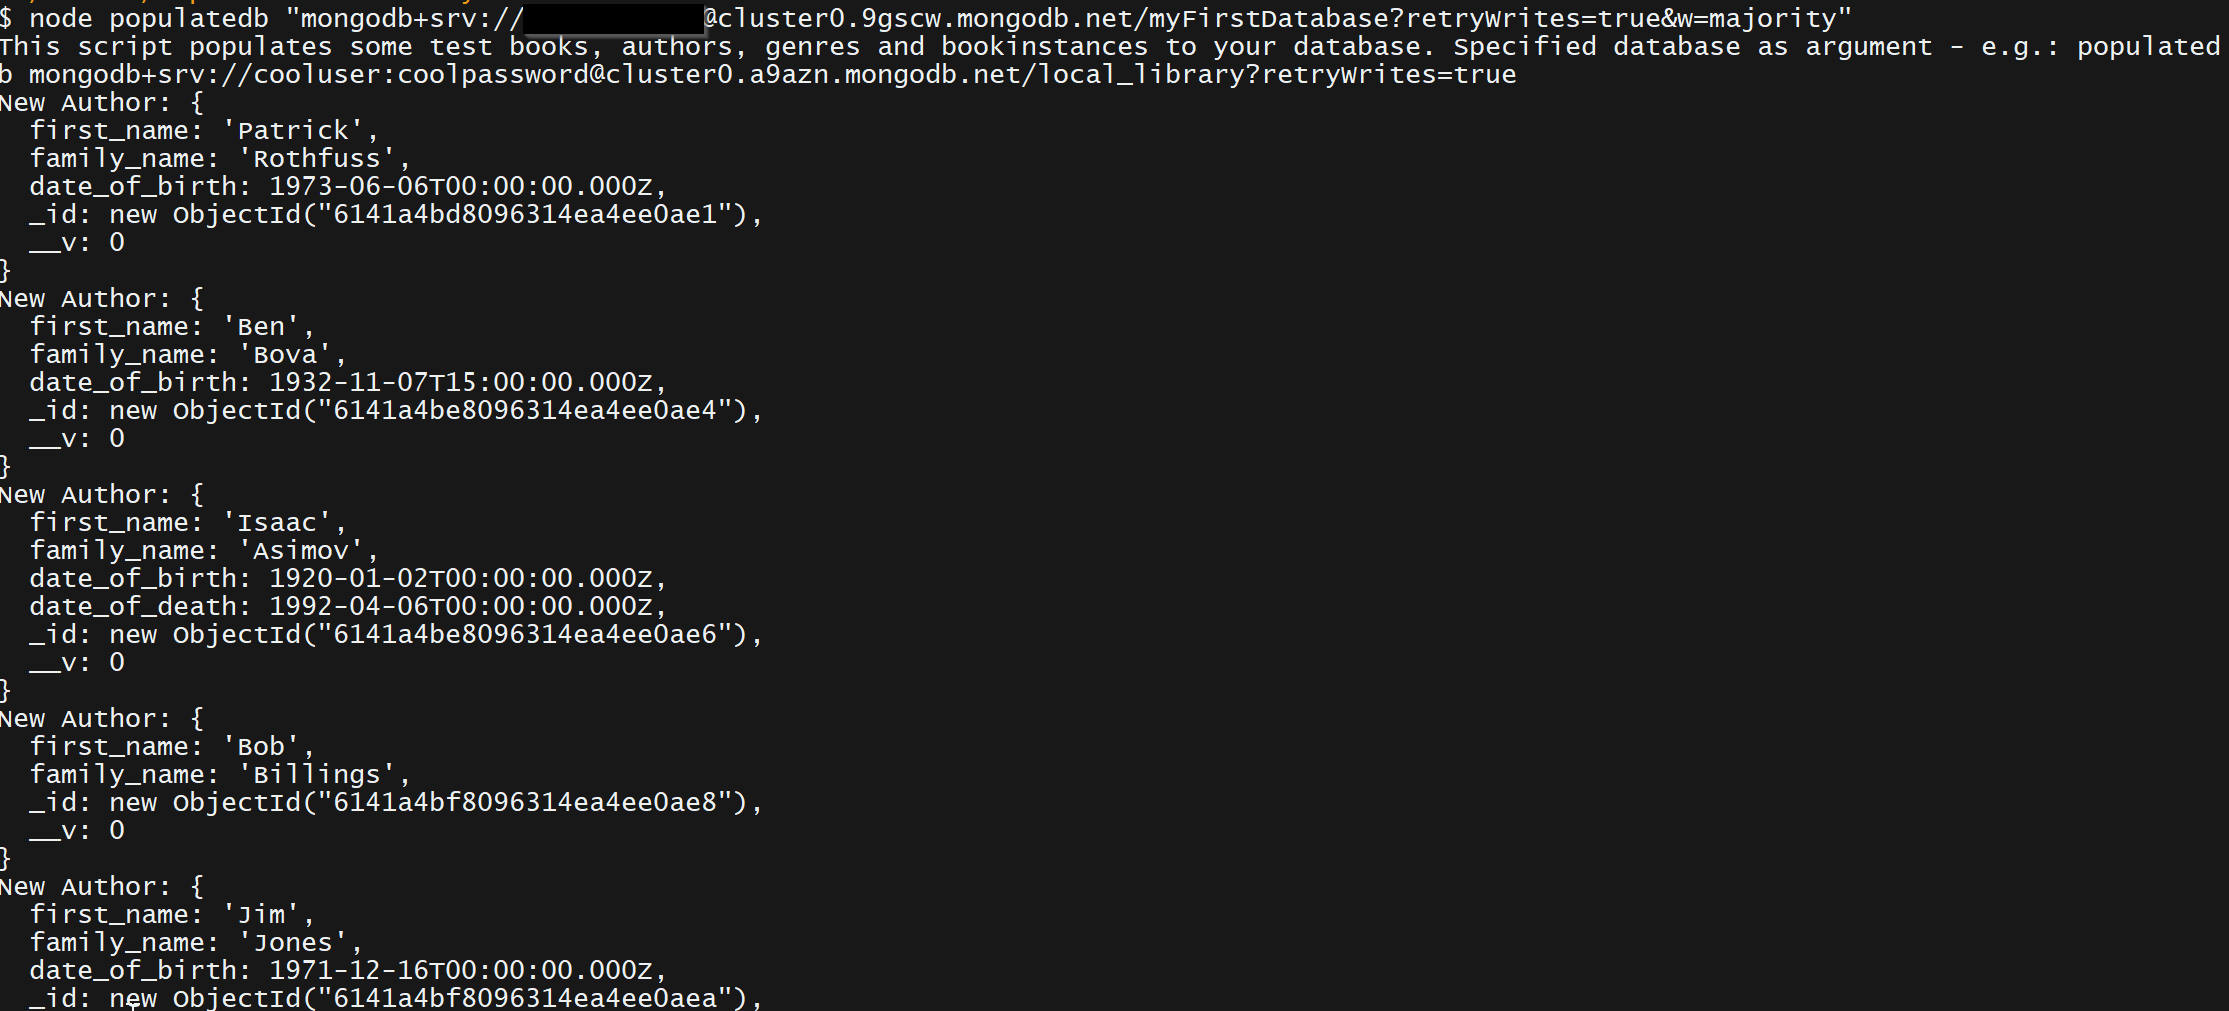 $ node populatedb "mongodb+srv://@cluster0.9gscw.mongodb.net/myFirstDatabase?retryWrites=true&w=majority"
This script populates some test books, authors, genres and bookinstances to your database. Specified database as argument - e.g.: populated
b mongodb+srv://cooluser:coolpassword@cluster0.a9azn.mongodb.net/local_library?retryWrites=true
New Author: {
  first_name: 'Patrick',
  family_name: 'Rothfuss',
  date_of_birth: 1973-06-06T00:00:00.000Z,
  _id: new ObjectId("6141a4bd8096314ea4ee0ae1"),
  __v: 0
}
New Author: {
  first_name: 'Ben',
  family_name: 'Bova',
  date_of_birth: 1932-11-07T15:00:00.000Z,
  _id: new ObjectId("6141a4be8096314ea4ee0ae4"),
  __v: 0
}
New Author: {
  first_name: 'Isaac',
  family_name: 'Asimov',
  date_of_birth: 1920-01-02T00:00:00.000Z,
  date_of_death: 1992-04-06T00:00:00.000Z,
  _id: new ObjectId("6141a4be8096314ea4ee0ae6"),
  __v: 0
}
New Author: {
  first_name: 'Bob',
  family_name: 'Billings',
  _id: new ObjectId("6141a4bf8096314ea4ee0ae8"),
  __v: 0
}
New Author: {
  first_name: 'Jim',
  family_name: 'Jones',
  date_of_birth: 1971-12-16T00:00:00.000Z,
  _id: new ObjectId("6141a4bf8096314ea4ee0aea"),